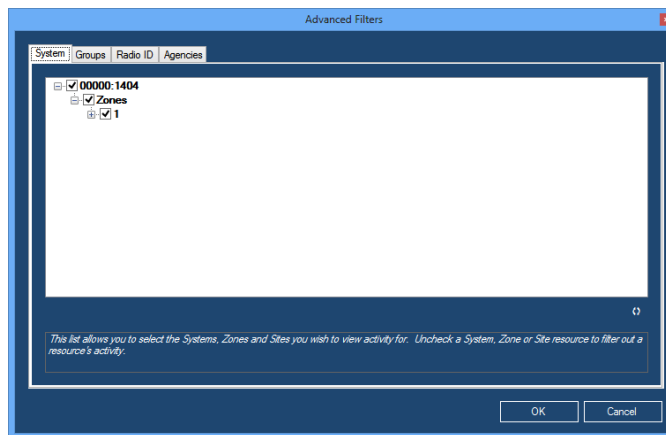 Advanced Filters
System Groups Radio ID Agencies
00000:1404
Zones
1
This list allows you to select the Systems, Zones and Sites you wish to view activity for. Uncheck a System, Zone or Site resource to filter out a
resource's activity.
OK Cancel